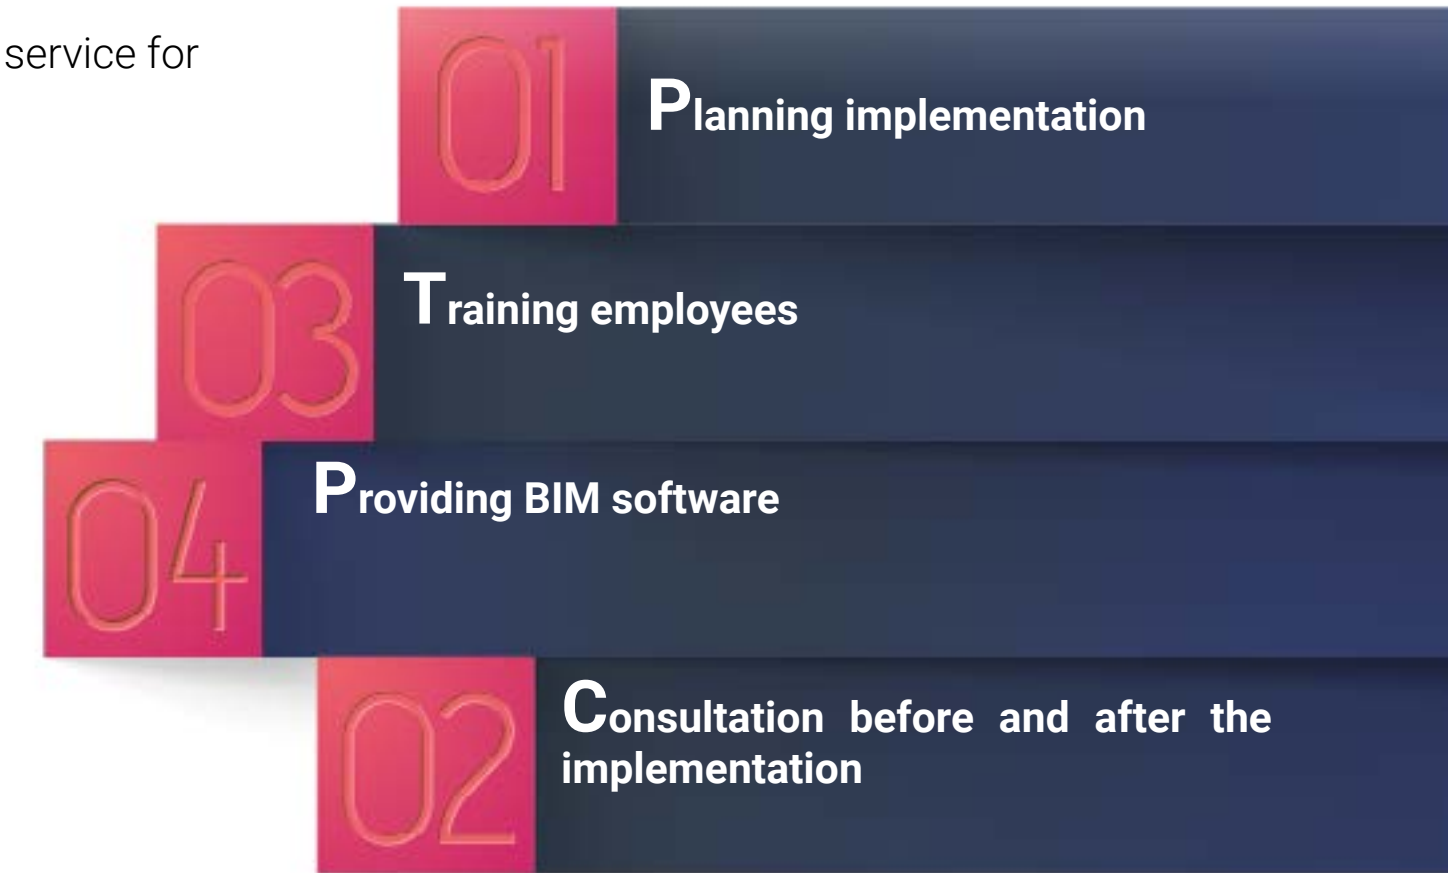 service for
01
Planning implementation
03
Training employees
04
Providing BIM software
02
Consultation before and after the
implementation